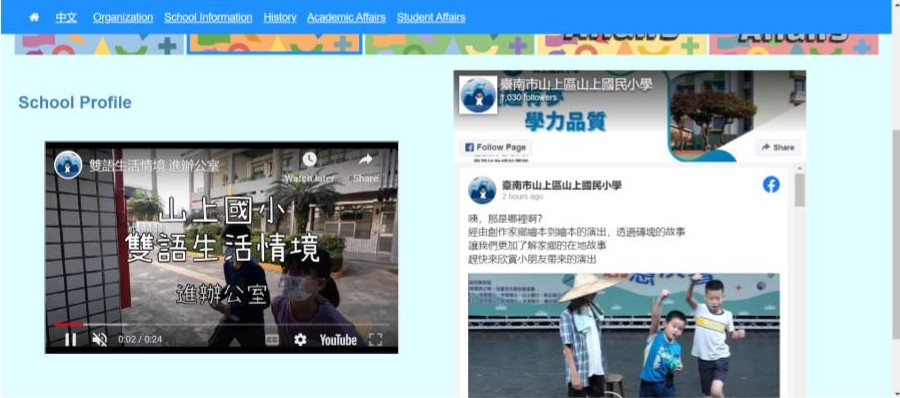 中文 Organization School Information History Academic Affairs Student Affairs
School Profile
雙語生活情境 進辦公室
Watch later Share
山上國小
雙語生活情境
進辦公室
0:02 / 0:24
CC
YouTube
臺南市山上區山上國民小學
1,030 followers
學力品質
Follow Page
Share
臺南市山上區山上國民小學
2 hours ago
咦，那是哪裡啊?
經由創作家鄉繪本到繪本的演出，透過磚塊的故事
讓我們更加了解家鄉的在地故事
趕快來欣賞小朋友帶來的演出